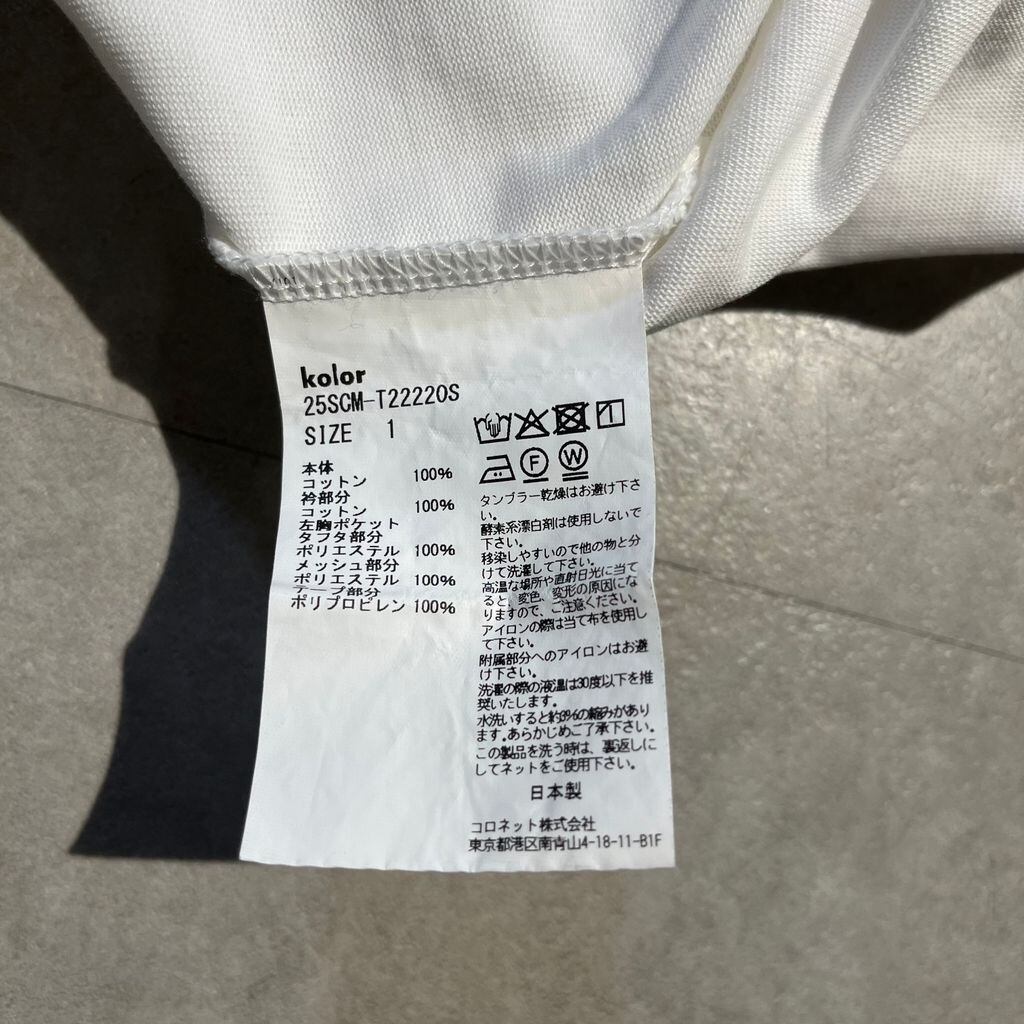 kolor
25SCM-T22220S
SIZE 1
本体
コットン 100%
衿部分
コットン 100%
左胸ポケット
タフタ部分
ポリエステル 100%
メッシュ部分
ポリエステル 100%
テープ部分
ポリプロピレン 100%
F W
タンブラー乾燥はお避け下さ
い。
酵素系漂白剤は使用しないで
下さい。
移染しやすいので他の物と分
けて洗濯して下さい。
高温な場所や直射日光に当て
ると、変色、変形の原因にな
りますので、ご注意ください。
アイロンの際は当て布を使用し
て下さい。
附属部分へのアイロンはお避
け下さい。
洗濯の際の液温は30度以下を推
奨いたします。
水洗いすると約3%の縮みがあり
ます。あらかじめご了承下さい。
この製品を洗う時は、裏返しに
してネットをご使用下さい。
日本製
コロネット株式会社
東京都港区南青山4-18-11-B1F